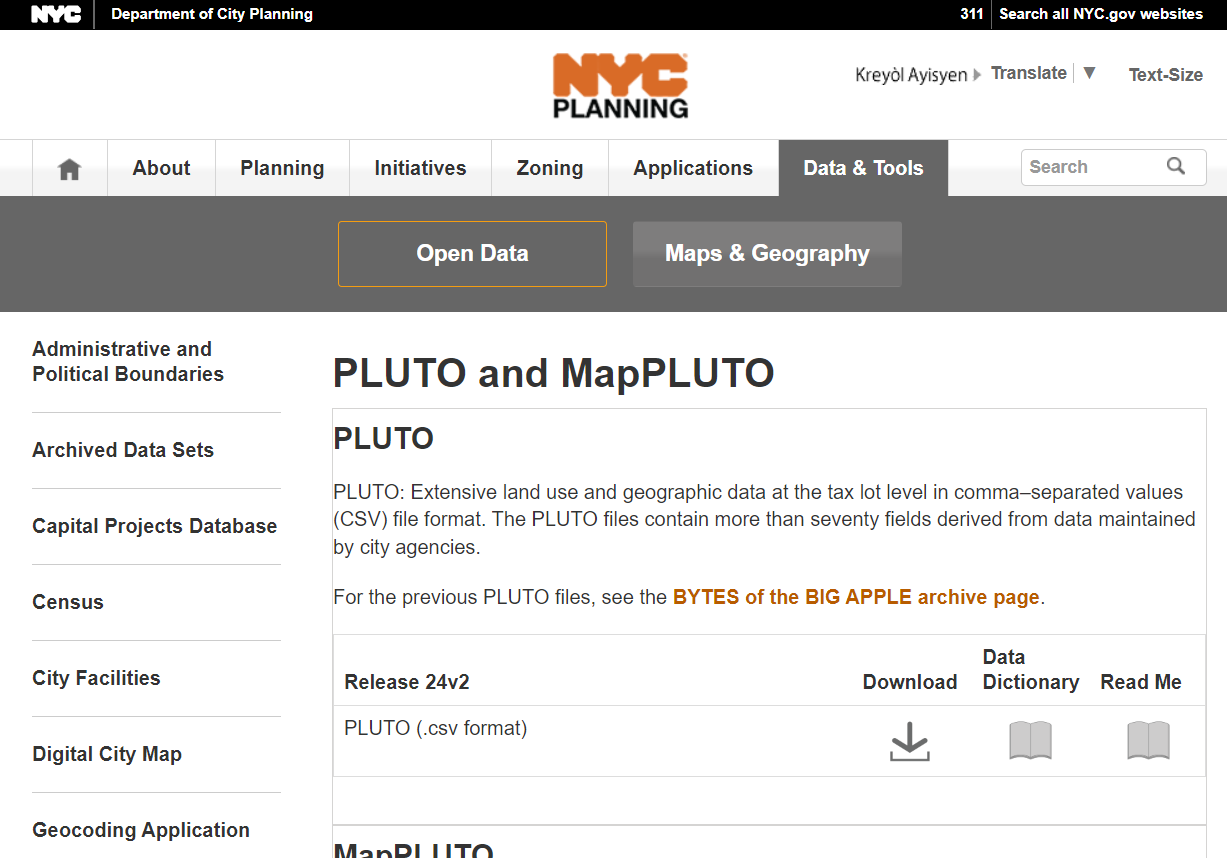 NYC Department of City Planning 311 Search all NYC.gov websites
NYC
PLANNING
Kreyòl Ayisyen Translate ▼ Text-Size
About Planning Initiatives Zoning Applications Data & Tools Search
Open Data Maps & Geography
Administrative and
Political Boundaries
Archived Data Sets
Capital Projects Database
Census
City Facilities
Digital City Map
Geocoding Application
PLUTO and MapPLUTO
PLUTO
PLUTO: Extensive land use and geographic data at the tax lot level in comma–separated values
(CSV) file format. The PLUTO files contain more than seventy fields derived from data maintained
by city agencies.
For the previous PLUTO files, see the BYTES of the BIG APPLE archive page.
Release 24v2 Download Data Dictionary Read Me
PLUTO (.csv format)
MapPLUTO